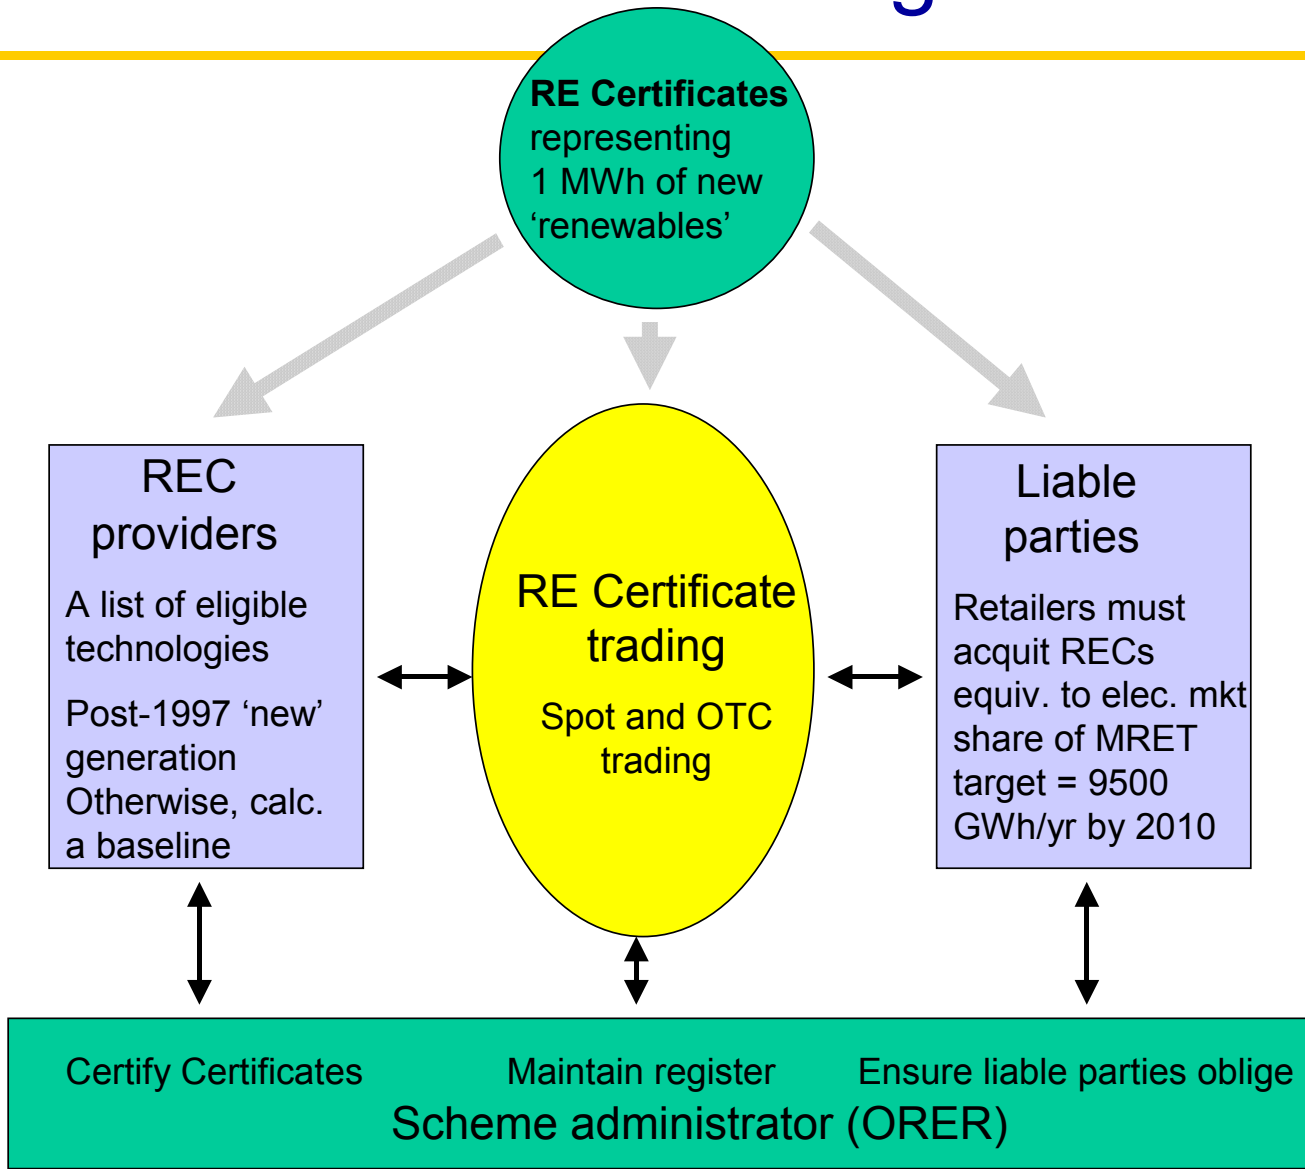 RE Certificates
representing
1 MWh of new
‘renewables’
REC
providers
A list of eligible
technologies
Post-1997 ‘new’
generation
Otherwise, calc.
a baseline
RE Certificate
trading
Spot and OTC
trading
Liable
parties
Retailers must
acquit RECs
equiv. to elec. mkt
share of MRET
target = 9500
GWh/yr by 2010
Certify Certificates
Maintain register
Ensure liable parties oblige
Scheme administrator (ORER)